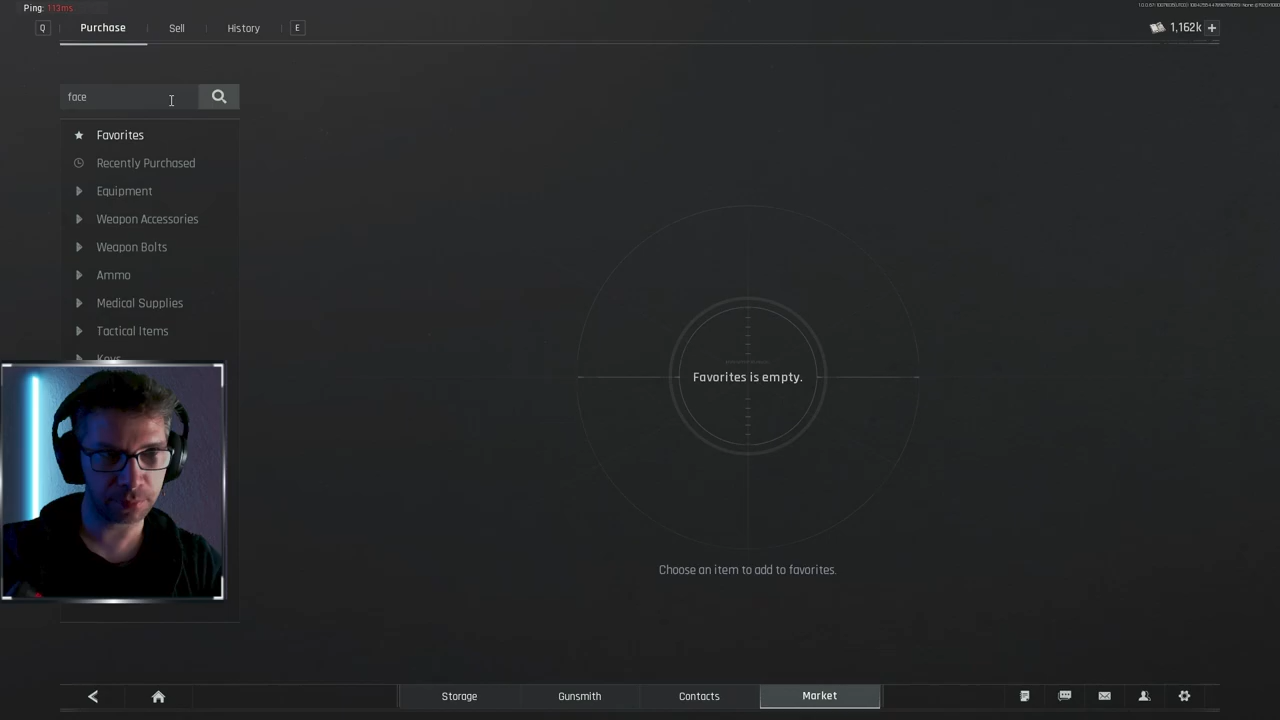 Ping: 113ms
Q Purchase Sell History E
1,162k
face
Favorites
Recently Purchased
Equipment
Weapon Accessories
Weapon Bolts
Ammo
Medical Supplies
Tactical Items
Keys
Favorites is empty.
Choose an item to add to favorites.
Storage Gunsmith Contacts Market